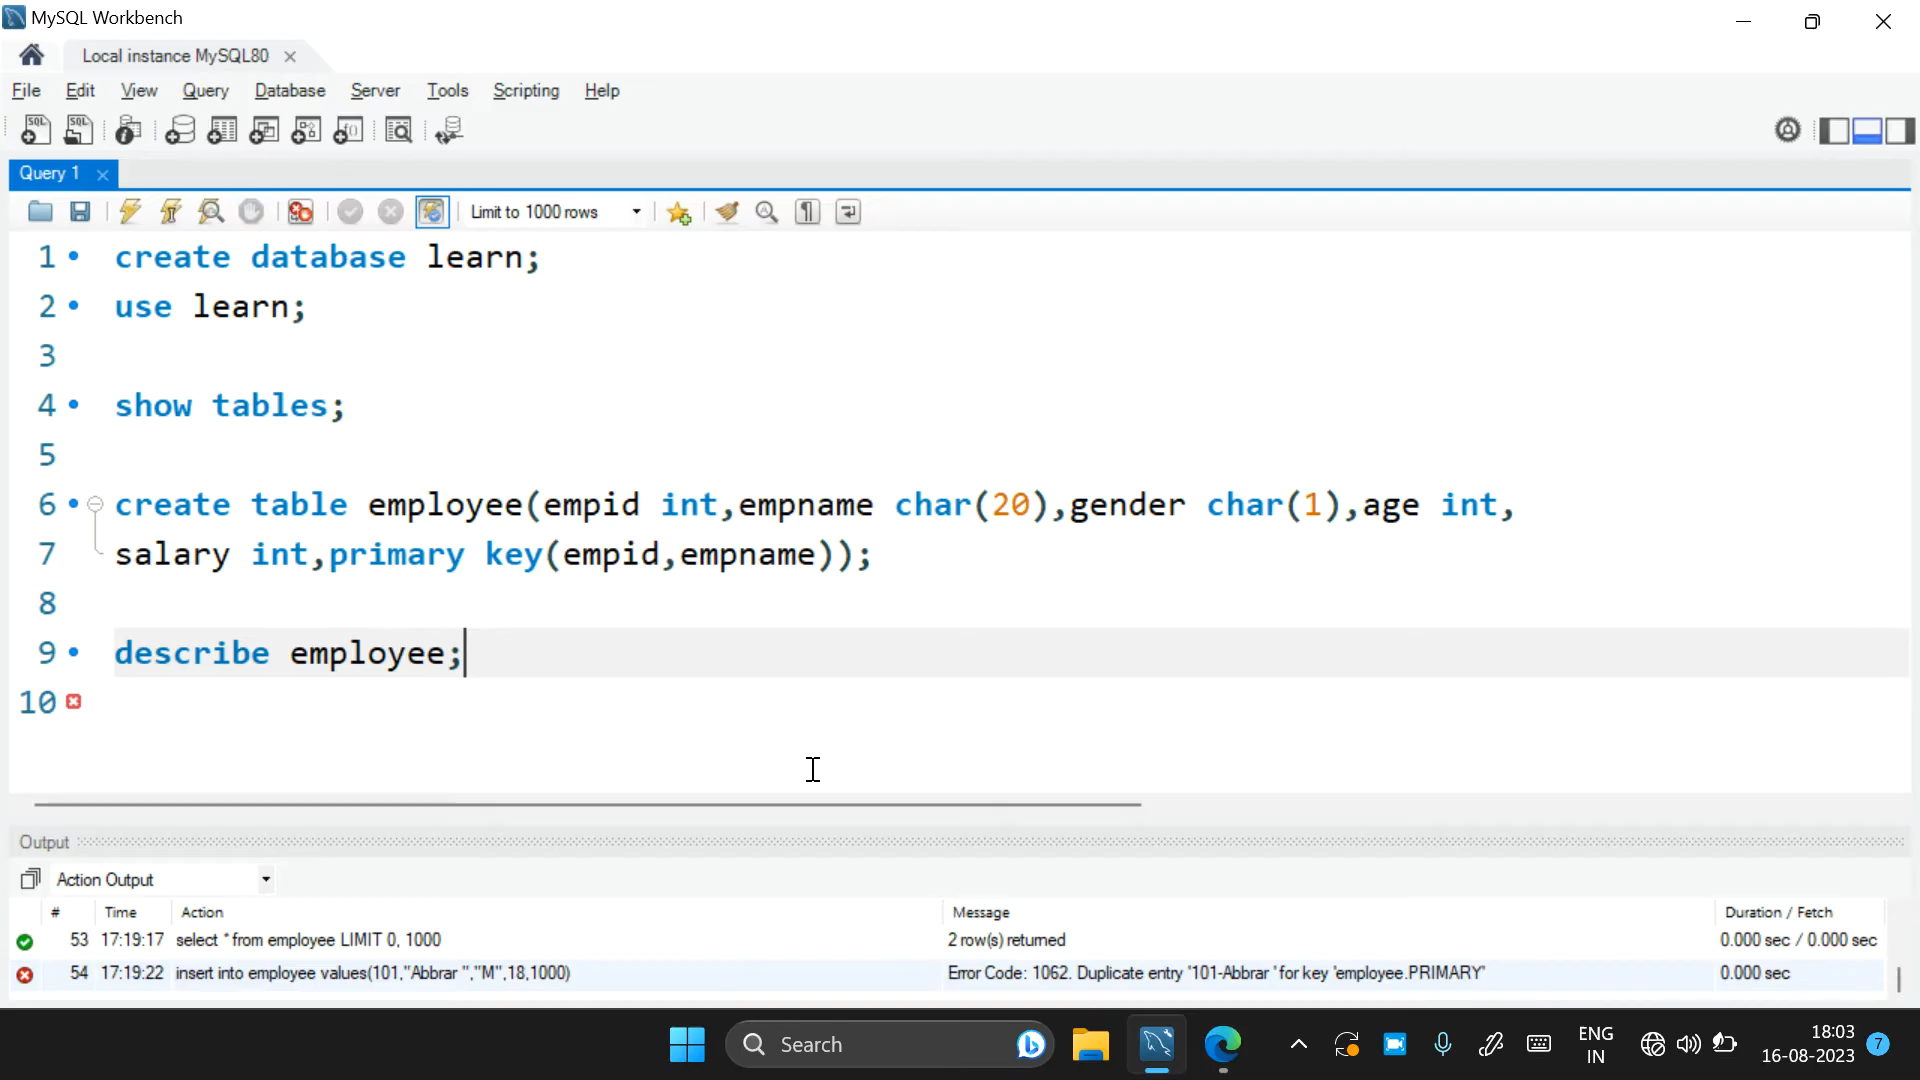 MySQL Workbench
Local instance MySQL80
File Edit View Query Database Server Tools Scripting Help
Query 1
Limit to 1000 rows
1 create database learn;
2 use learn;
3
4 show tables;
5
6 create table employee(empid int,empname char(20),gender char(1),age int,
7 salary int,primary key(empid,empname));
8
9 describe employee;
10
Output
Action Output
# Time Action Message Duration / Fetch
53 17:19:17 select * from employee LIMIT 0, 1000 2 row(s) returned 0.000 sec / 0.000 sec
54 17:19:22 insert into employee values(101,"Abbrar ","M",18,1000) Error Code: 1062. Duplicate entry '101-Abbrar ' for key 'employee.PRIMARY' 0.000 sec
Search
ENG
IN
18:03
16-08-2023
7